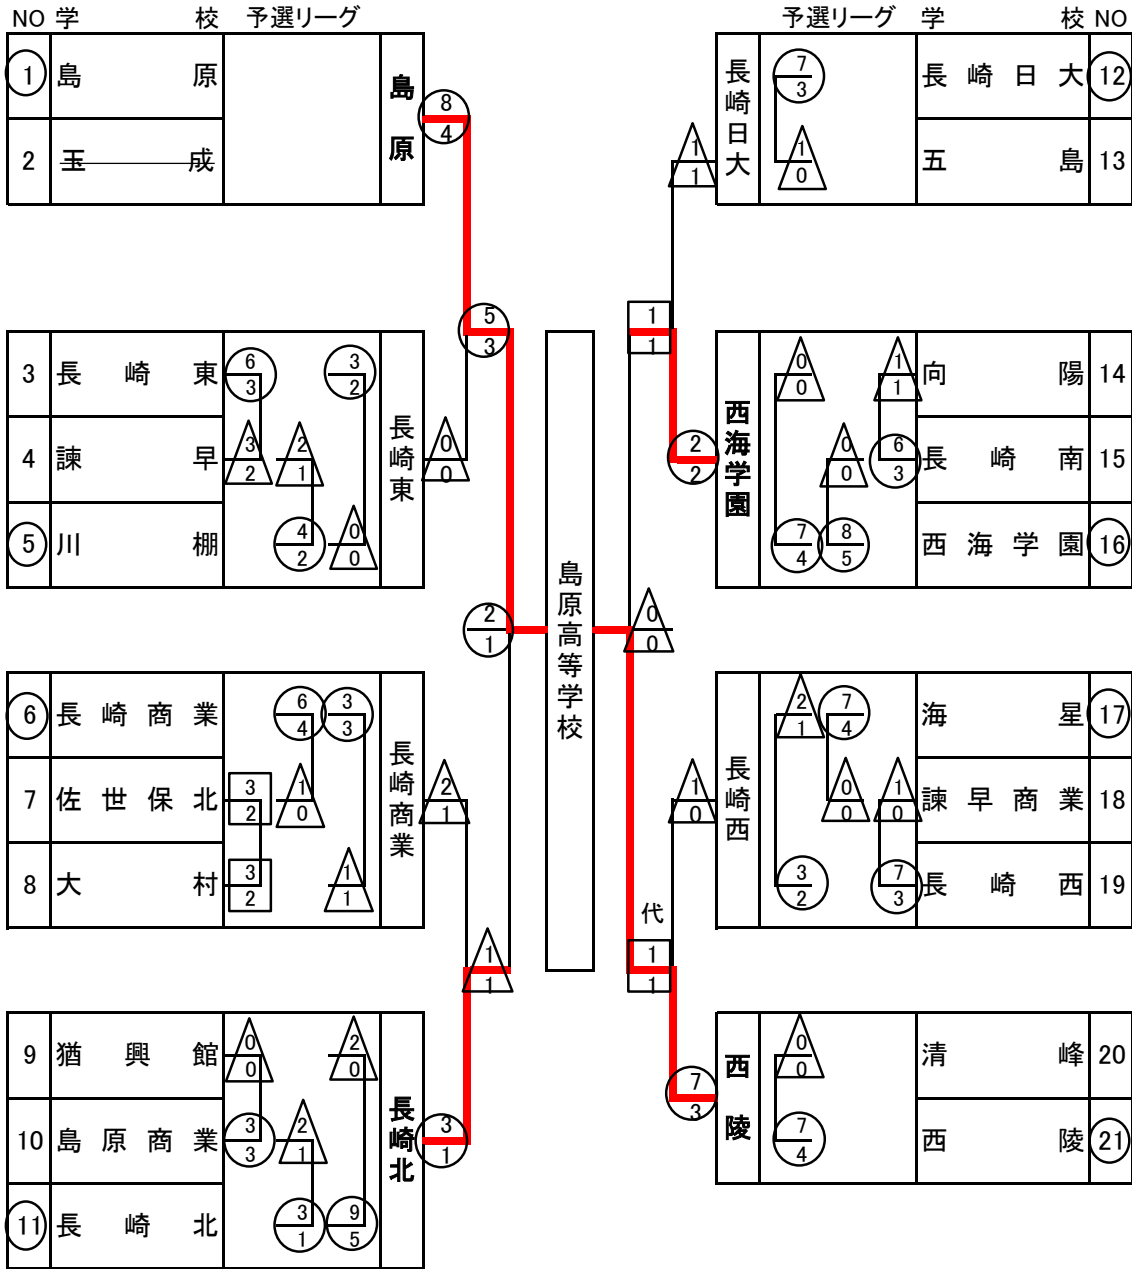 NO 学 校 予選リーグ
予選リーグ 学 校 NO
1 島 原
2 玉 成
島原
8
4
3 長 崎 東 6 3 3 2
4 諫 早 3 2 2 1
5 川 棚 4 2 0 0
長崎東
0
0
5
3
6 長 崎 商 業 6 4 3 3
7 佐 世 保 北 3 2 1 0
8 大 村 3 2 1 1
長崎商業
2
1
9 猶 興 館 0 0 2 0
10 島 原 商 業 3 3 2 1
11 長 崎 北 3 1 9 5
長崎北
3
1
1
1
2
1
島原高等学校
0
0
長崎日大
1
1
7 3 長 崎 日 大 12
1 0 五 島 13
1
1
西海学園
2
2
0 0 1 1 向 陽 14
0 0 6 3 長 崎 南 15
7 4 8 5 西 海 学 園 16
長崎西
1
0
2 1 7 4 海 星 17
0 0 1 0 諫 早 商 業 18
3 2 7 3 長 崎 西 19
代
1
1
西陵
7
3
0 0 清 峰 20
7 4 西 陵 21